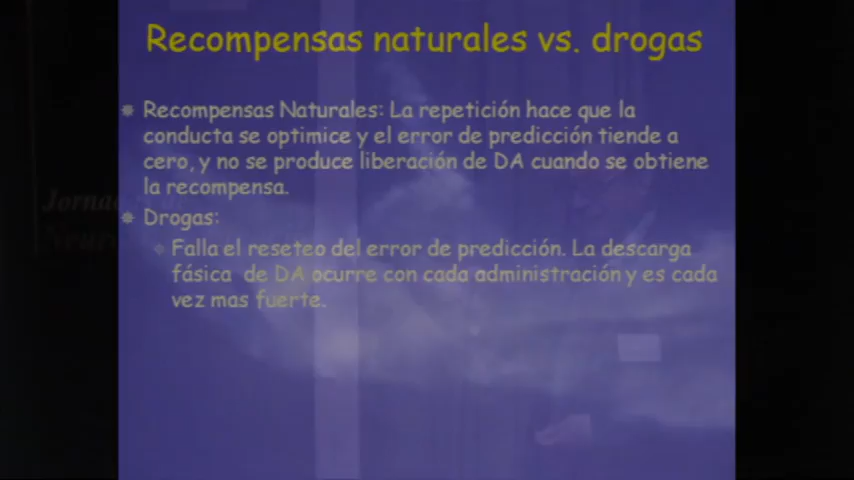 Recompensas naturales vs. drogas
Recompensas Naturales: La repetición hace que la
conducta se optimice y el error de predicción tiende a
cero, y no se produce liberación de DA cuando se obtiene
la recompensa.
Drogas:
Falla el reseteo del error de predicción. La descarga
fásica de DA ocurre con cada administración y es cada
vez mas fuerte.